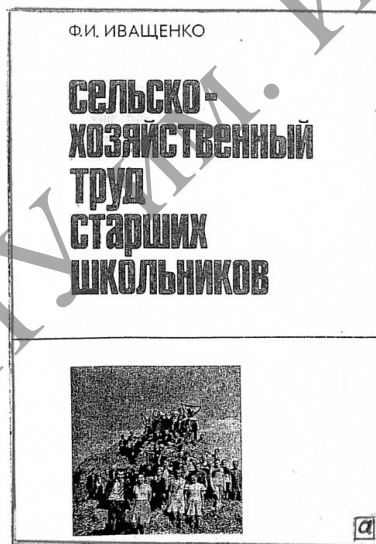 Ф.И. ИВАЩЕНКО
сельско-
хозяйственный
труд
старших
школьников
а